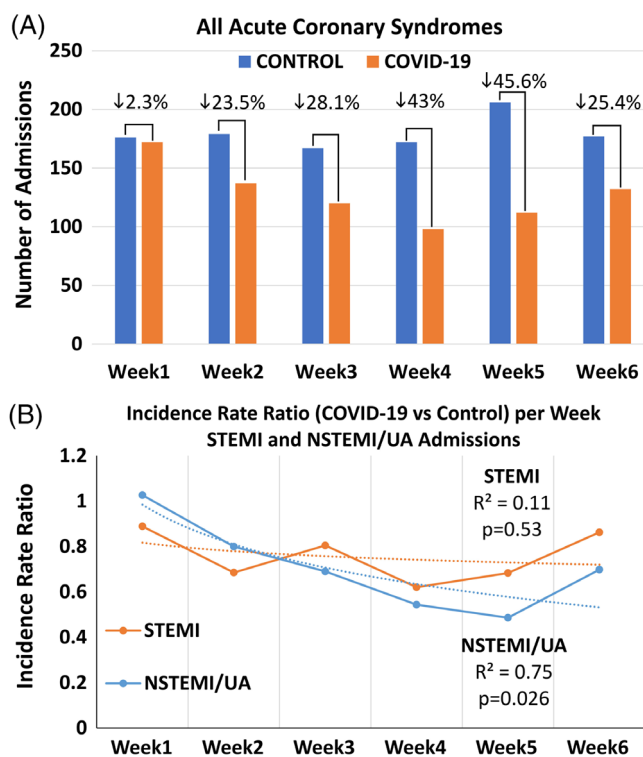 (A)
All Acute Coronary Syndromes
CONTROL COVID-19
↓2.3% ↓23.5% ↓28.1% ↓43% ↓45.6% ↓25.4%
Number of Admissions
250
200
150
100
50
0
Week1 Week2 Week3 Week4 Week5 Week6
(B)
Incidence Rate Ratio (COVID-19 vs Control) per Week
STEMI and NSTEMI/UA Admissions
Incidence Rate Ratio
1.2
1
0.8
0.6
0.4
0.2
0
STEMI
R² = 0.11
p=0.53
STEMI
NSTEMI/UA
NSTEMI/UA
R² = 0.75
p=0.026
Week1 Week2 Week3 Week4 Week5 Week6